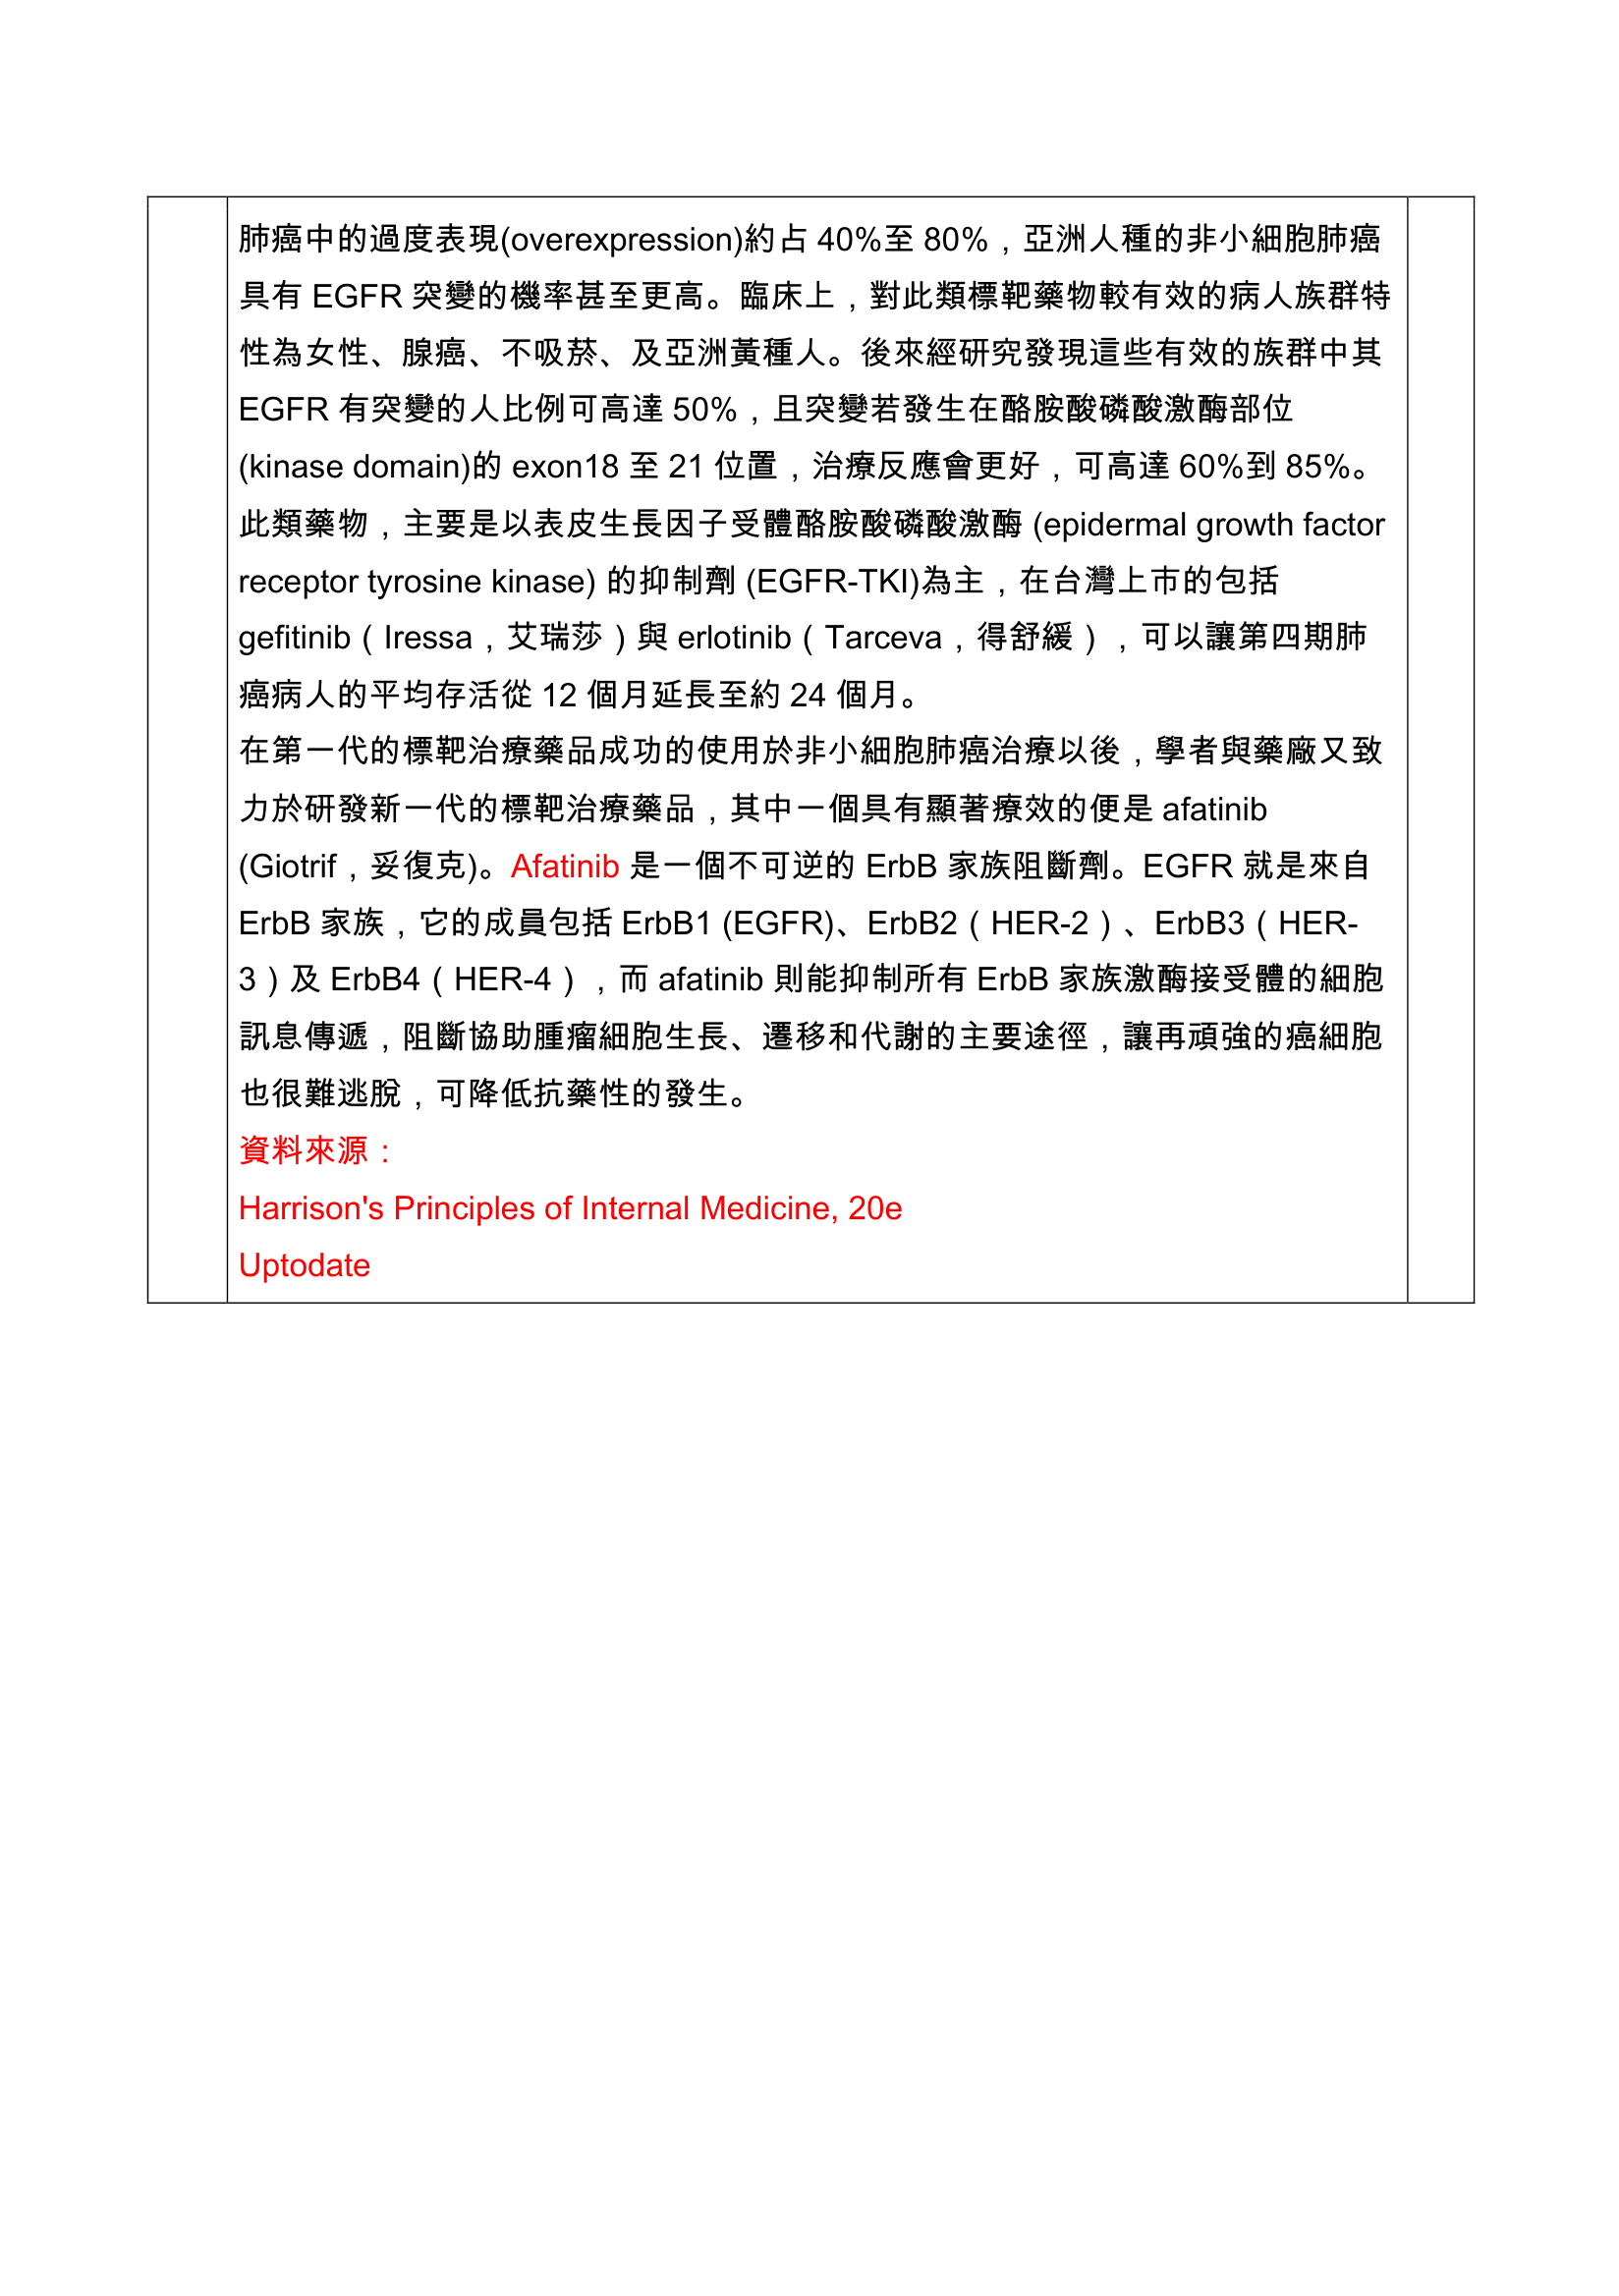 肺癌中的過度表現(overexpression)約占 40%至 80%，亞洲人種的非小細胞肺癌
具有 EGFR 突變的機率甚至更高。臨床上，對此類標靶藥物較有效的病人族群特
性為女性、腺癌、不吸菸、及亞洲黃種人。後來經研究發現這些有效的族群中其
EGFR 有突變的人比例可高達 50%，且突變若發生在酪胺酸磷酸激酶部位
(kinase domain)的 exon18 至 21 位置，治療反應會更好，可高達 60%到 85%。
此類藥物，主要是以表皮生長因子受體酪胺酸磷酸激酶 (epidermal growth factor
receptor tyrosine kinase) 的抑制劑 (EGFR-TKI)為主，在台灣上市的包括
gefitinib（Iressa，艾瑞莎）與 erlotinib（Tarceva，得舒緩），可以讓第四期肺
癌病人的平均存活從 12 個月延長至約 24 個月。
在第一代的標靶治療藥品成功的使用於非小細胞肺癌治療以後，學者與藥廠又致
力於研發新一代的標靶治療藥品，其中一個具有顯著療效的便是 afatinib
(Giotrif，妥復克)。Afatinib 是一個不可逆的 ErbB 家族阻斷劑。EGFR 就是來自
ErbB 家族，它的成員包括 ErbB1 (EGFR)、ErbB2（HER-2）、ErbB3（HER-
3）及 ErbB4（HER-4），而 afatinib 則能抑制所有 ErbB 家族激酶接受體的細胞
訊息傳遞，阻斷協助腫瘤細胞生長、遷移和代謝的主要途徑，讓再頑強的癌細胞
也很難逃脫，可降低抗藥性的發生。
資料來源：
Harrison's Principles of Internal Medicine, 20e
Uptodate